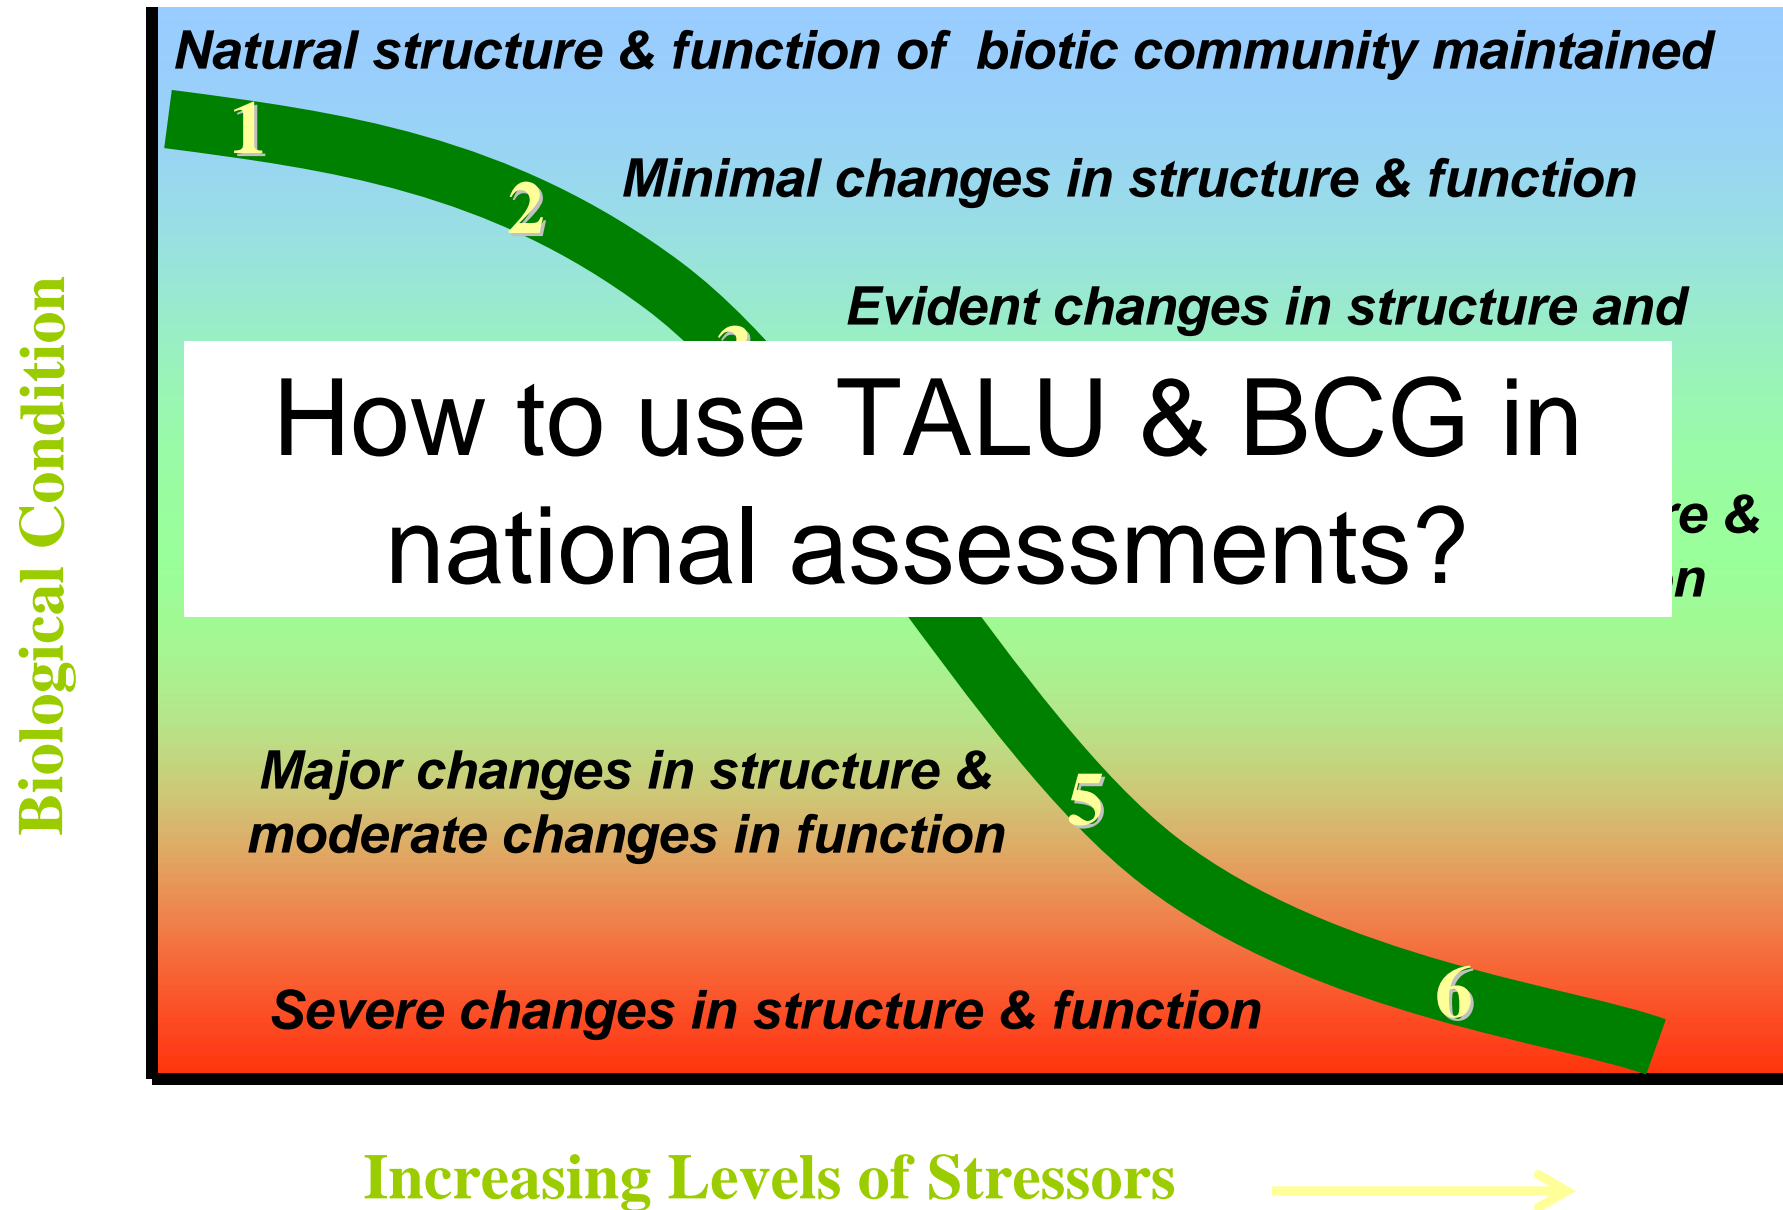 Natural structure & function of biotic community maintained
1
2
Minimal changes in structure & function
Evident changes in structure and
3
How to use TALU & BCG in
national assessments?
&
Major changes in structure &
moderate changes in function
5
Severe changes in structure & function
6
Biological Condition
Increasing Levels of Stressors